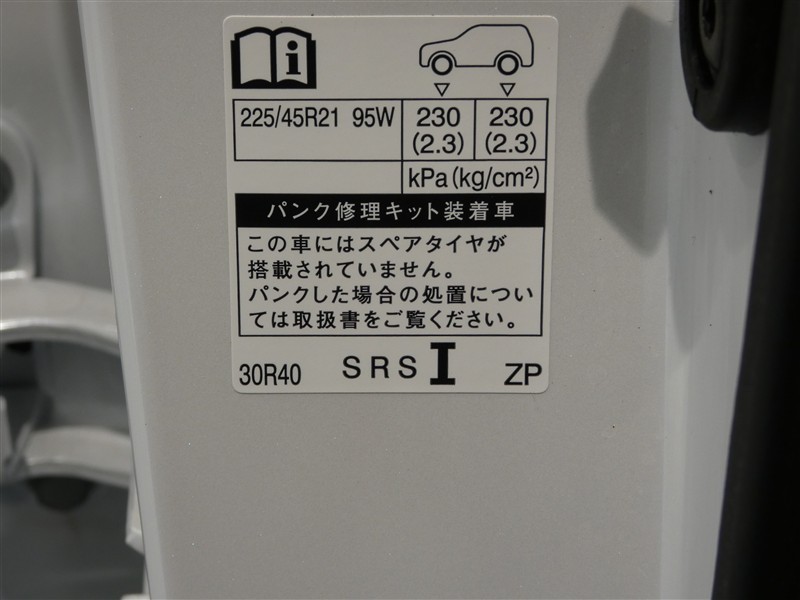 225/45R21 95W 230 (2.3) 230 (2.3)
kPa(kg/cm²)
パンク修理キット装着車
この車にはスペアタイヤが
搭載されていません。
パンクした場合の処置につい
ては取扱書をご覧ください。
30R40 SRS I ZP